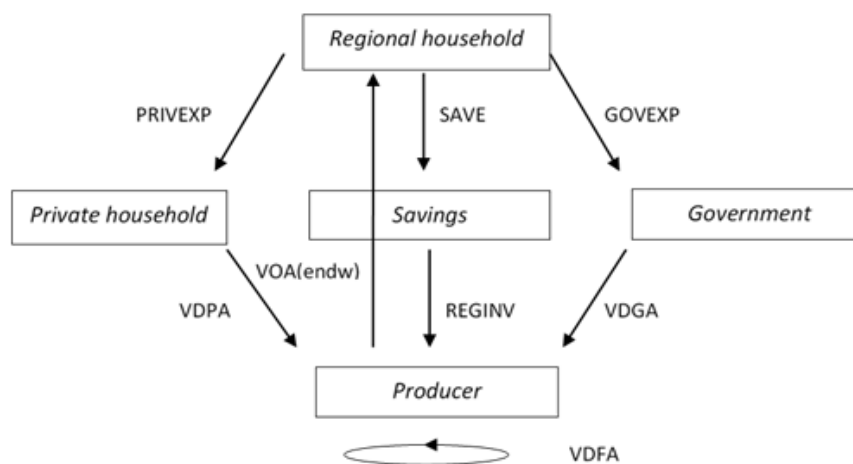 Regional household
PRIVEXP
SAVE
GOVEXP
Private household
Savings
Government
VOA(endw)
VDPA
REGINV
VDGA
Producer
VDFA